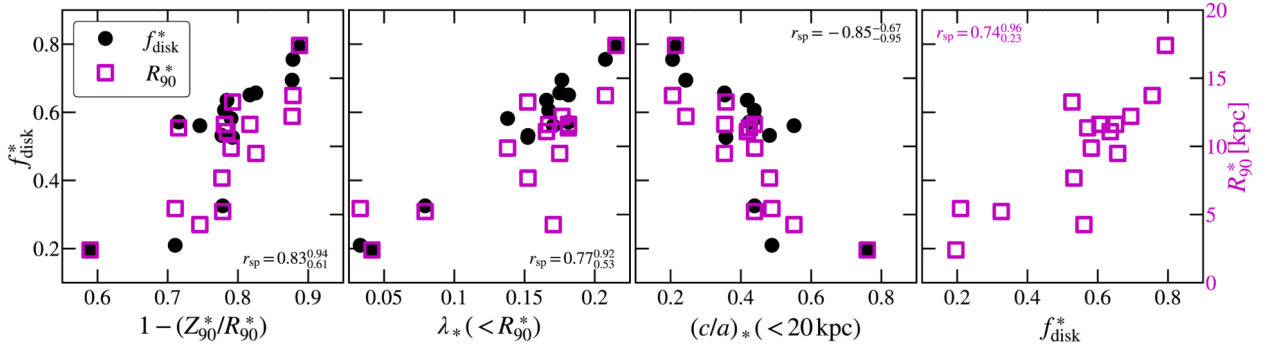 f*disk
R*90
0.8
0.6
0.4
0.2
f*disk
r_sp = 0.83^0.94_0.61
0.6 0.7 0.8 0.9
1 − (Z*90/R*90)
r_sp = 0.77^0.92_0.53
0.05 0.1 0.15 0.2
λ*(< R*90)
r_sp = −0.85^−0.67_−0.95
0.2 0.4 0.6 0.8
(c/a)*(< 20 kpc)
r_sp = 0.74^0.96_0.23
0.2 0.4 0.6 0.8
f*disk
20
15
10
5
0
R*90 [kpc]